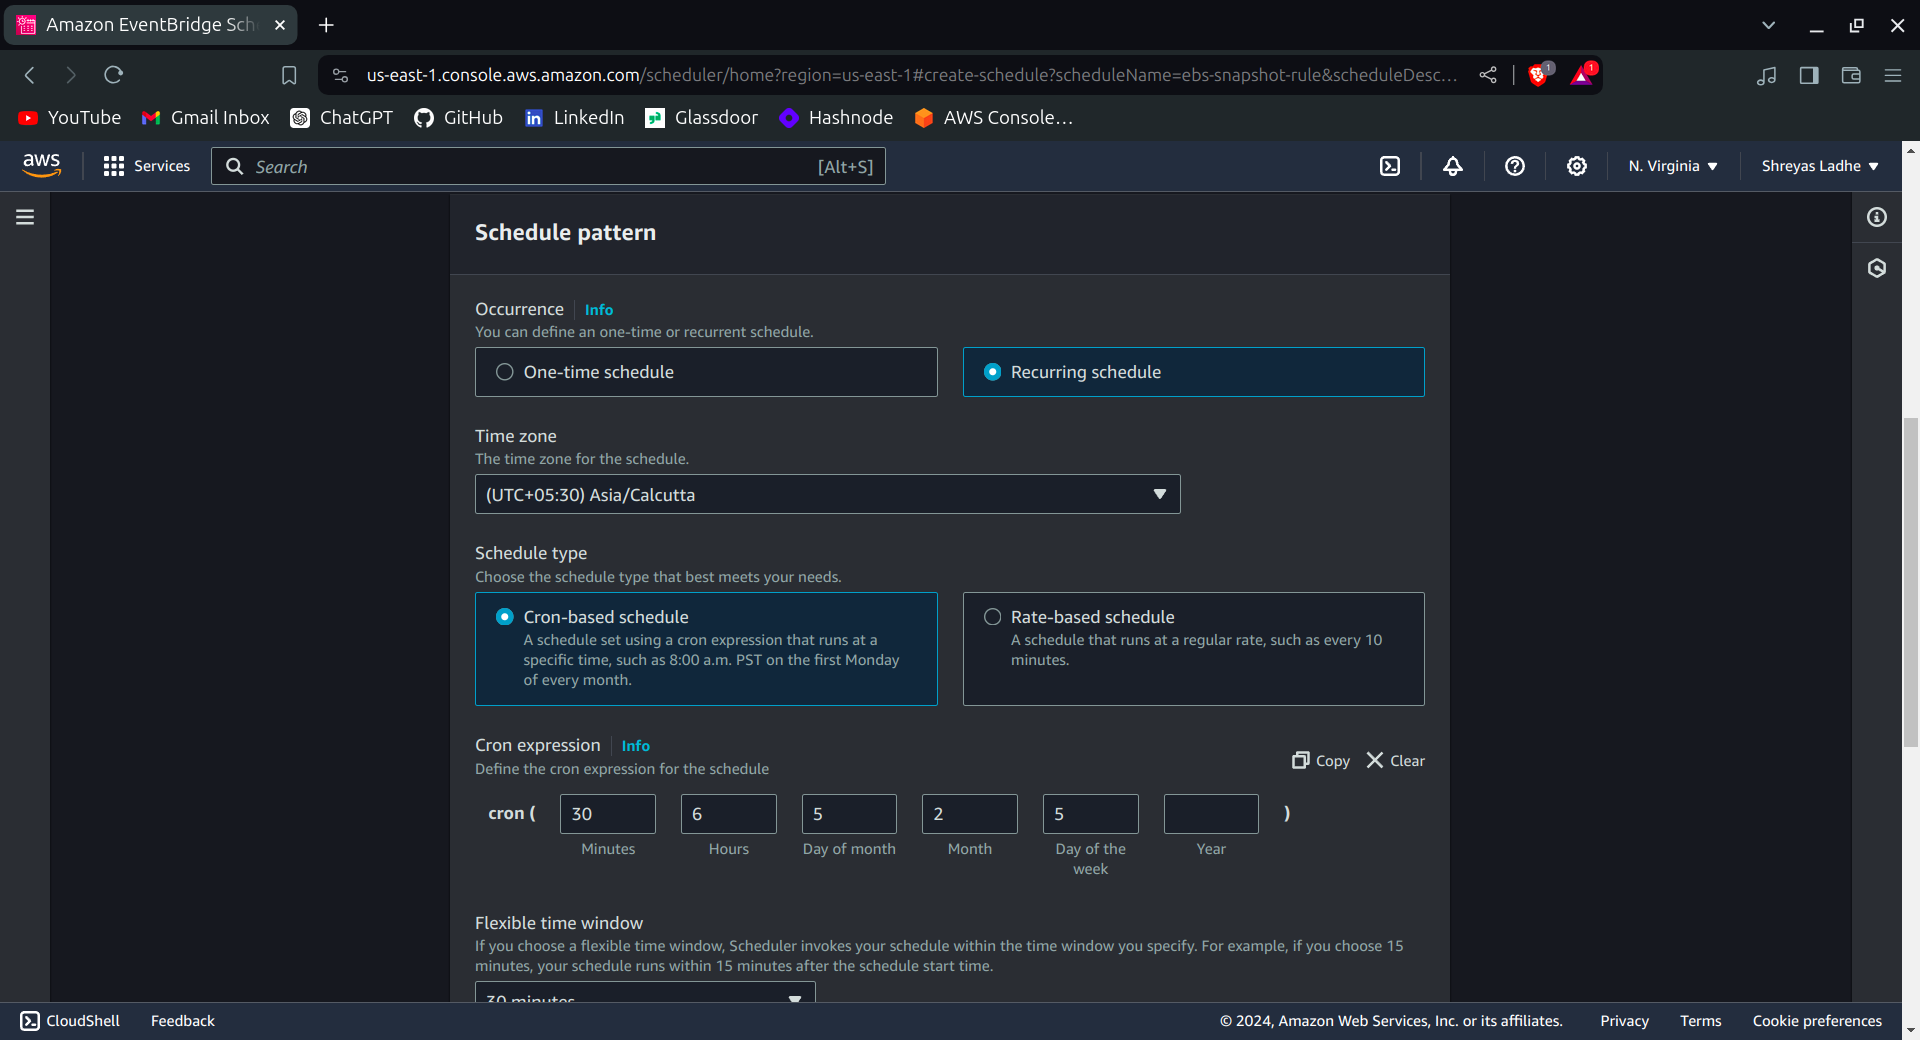 Amazon EventBridge Sch
us-east-1.console.aws.amazon.com/scheduler/home?region=us-east-1#create-schedule?scheduleName=ebs-snapshot-rule&scheduleDesc...
1
1
YouTube
Gmail Inbox
ChatGPT
GitHub
LinkedIn
Glassdoor
Hashnode
AWS Console...
aws
Services
Search
[Alt+S]
N. Virginia
Shreyas Ladhe
Schedule pattern
Occurrence
Info
You can define an one-time or recurrent schedule.
One-time schedule
Recurring schedule
Time zone
The time zone for the schedule.
(UTC+05:30) Asia/Calcutta
Schedule type
Choose the schedule type that best meets your needs.
Cron-based schedule
A schedule set using a cron expression that runs at a
specific time, such as 8:00 a.m. PST on the first Monday
of every month.
Rate-based schedule
A schedule that runs at a regular rate, such as every 10
minutes.
Cron expression
Info
Define the cron expression for the schedule
Copy
Clear
cron ( 30 6 5 2 5 )
Minutes
Hours
Day of month
Month
Day of the
week
Year
Flexible time window
If you choose a flexible time window, Scheduler invokes your schedule within the time window you specify. For example, if you choose 15
minutes, your schedule runs within 15 minutes after the schedule start time.
30 minutes
CloudShell
Feedback
© 2024, Amazon Web Services, Inc. or its affiliates.
Privacy
Terms
Cookie preferences